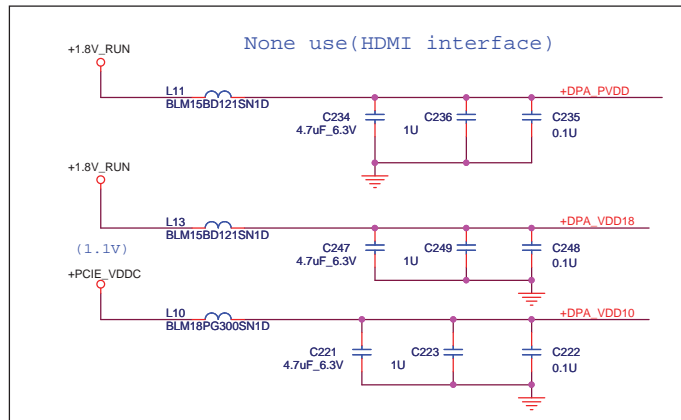 None use(HDMI interface)
+1.8V_RUN
L11
BLM15BD121SN1D
+DPA_PVDD
C234
4.7uF_6.3V
C236
1U
C235
0.1U
+1.8V_RUN
L13
BLM15BD121SN1D
+DPA_VDD18
C247
4.7uF_6.3V
C249
1U
C248
0.1U
(1.1V)
+PCIE_VDDC
L10
BLM18PG300SN1D
+DPA_VDD10
C221
4.7uF_6.3V
C223
1U
C222
0.1U